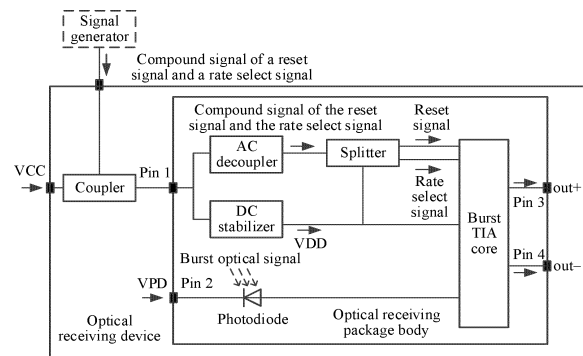 Signal
generator
Compound signal of a reset
signal and a rate select signal
Compound signal of the reset
signal and the rate select signal
Reset
signal
AC
decoupler
Splitter
VCC
Coupler
Pin 1
Rate
select
signal
out+
Pin 3
DC
stabilizer
VDD
Burst
TIA
core
Burst optical signal
Pin 4
out−
VPD
Pin 2
Photodiode
Optical
receiving device
Optical receiving
package body